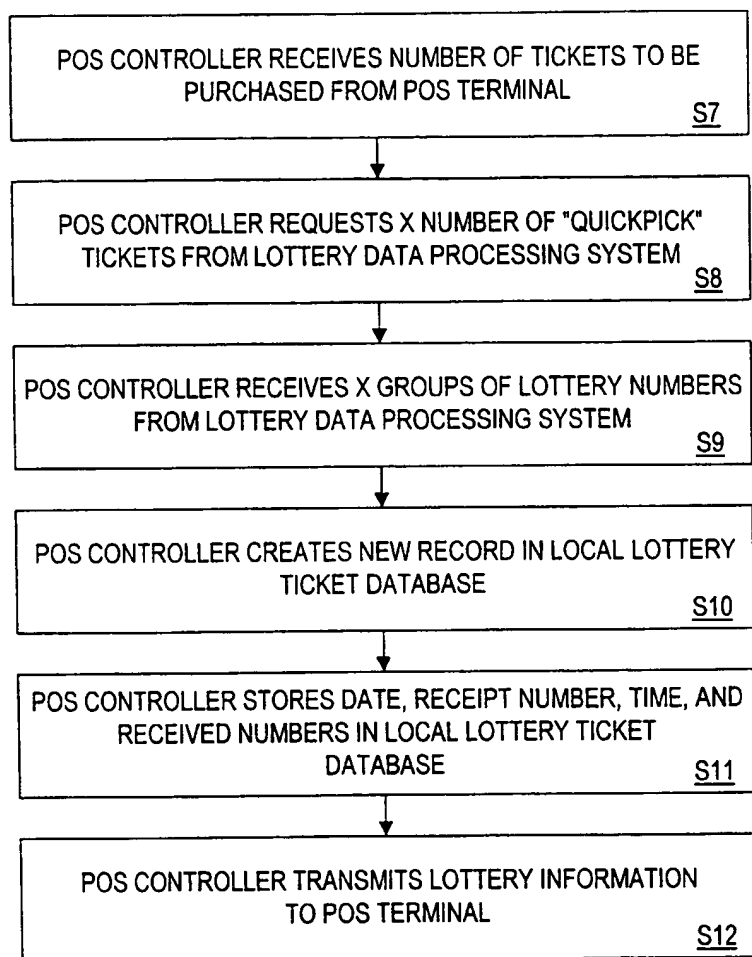 POS CONTROLLER RECEIVES NUMBER OF TICKETS TO BE
PURCHASED FROM POS TERMINAL
S7
POS CONTROLLER REQUESTS X NUMBER OF "QUICKPICK"
TICKETS FROM LOTTERY DATA PROCESSING SYSTEM
S8
POS CONTROLLER RECEIVES X GROUPS OF LOTTERY NUMBERS
FROM LOTTERY DATA PROCESSING SYSTEM
S9
POS CONTROLLER CREATES NEW RECORD IN LOCAL LOTTERY
TICKET DATABASE
S10
POS CONTROLLER STORES DATE, RECEIPT NUMBER, TIME, AND
RECEIVED NUMBERS IN LOCAL LOTTERY TICKET
DATABASE
S11
POS CONTROLLER TRANSMITS LOTTERY INFORMATION
TO POS TERMINAL
S12